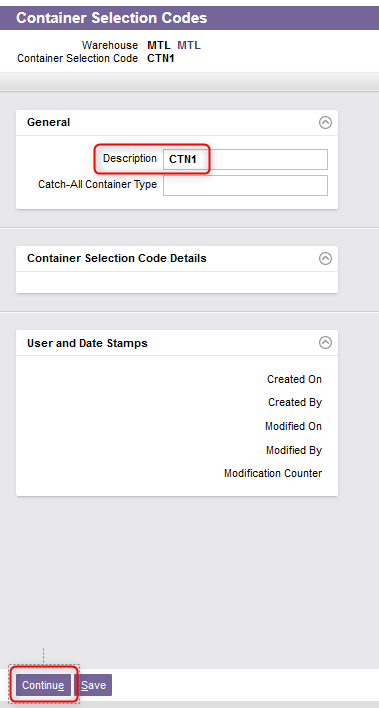 Container Selection Codes
Warehouse MTL MTL
Container Selection Code CTN1
General
Description CTN1
Catch-All Container Type
Container Selection Code Details
User and Date Stamps
Created On
Created By
Modified On
Modified By
Modification Counter
Continue Save